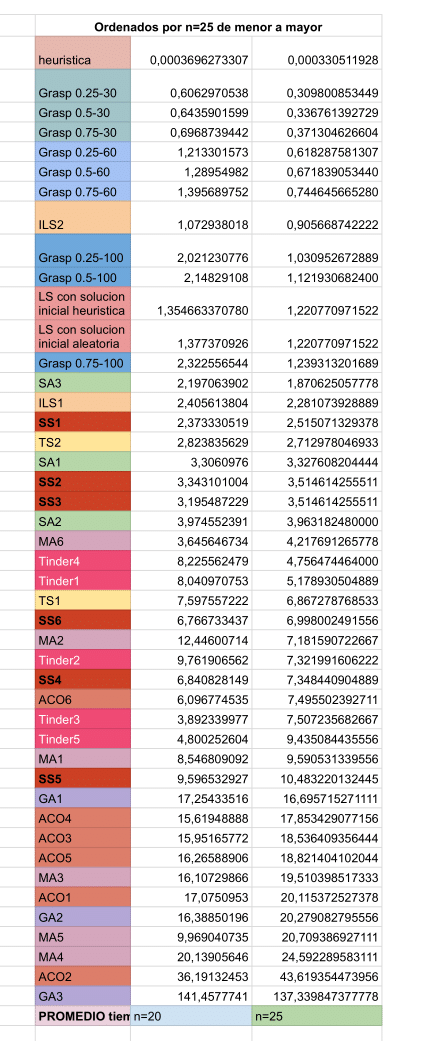 Ordenados por n=25 de menor a mayor
heuristica 0,0003696273307 0,000330511928
Grasp 0.25-30 0,6062970538 0,309800853449
Grasp 0.5-30 0,6435901599 0,336761392729
Grasp 0.75-30 0,6968739442 0,371304626604
Grasp 0.25-60 1,213301573 0,618287581307
Grasp 0.5-60 1,28954982 0,671839053440
Grasp 0.75-60 1,395689752 0,744645665280
ILS2 1,072938018 0,905668742222
Grasp 0.25-100 2,021230776 1,030952672889
Grasp 0.5-100 2,14829108 1,121930682400
LS con solucion
inicial heuristica 1,354663370780 1,220770971522
LS con solucion
inicial aleatoria 1,377370926 1,220770971522
Grasp 0.75-100 2,322556544 1,239313201689
SA3 2,197063902 1,870625057778
ILS1 2,405613804 2,281073928889
SS1 2,373330519 2,515071329378
TS2 2,823835629 2,712978046933
SA1 3,3060976 3,327608204444
SS2 3,343101004 3,514614255511
SS3 3,195487229 3,514614255511
SA2 3,974552391 3,963182480000
MA6 3,645646734 4,217691265778
Tinder4 8,225562479 4,756474464000
Tinder1 8,040970753 5,178930504889
TS1 7,597557222 6,867278768533
SS6 6,766733437 6,998002491556
MA2 12,44600714 7,181590722667
Tinder2 9,761906562 7,321991606222
SS4 6,840828149 7,348440904889
ACO6 6,096774535 7,495502392711
Tinder3 3,892339977 7,507235682667
Tinder5 4,800252604 9,435084435556
MA1 8,546809092 9,590531339556
SS5 9,596532927 10,483220132445
GA1 17,25433516 16,695715271111
ACO4 15,61948888 17,853429077156
ACO3 15,95165772 18,536409356444
ACO5 16,26588906 18,821404102044
MA3 16,10729866 19,510398517333
ACO1 17,0750953 20,115372527378
GA2 16,38850196 20,279082795556
MA5 9,969040735 20,709386927111
MA4 20,13905646 24,592289583111
ACO2 36,19132453 43,619354473956
GA3 141,4577741 137,339847377778
PROMEDIO tiem n=20 n=25